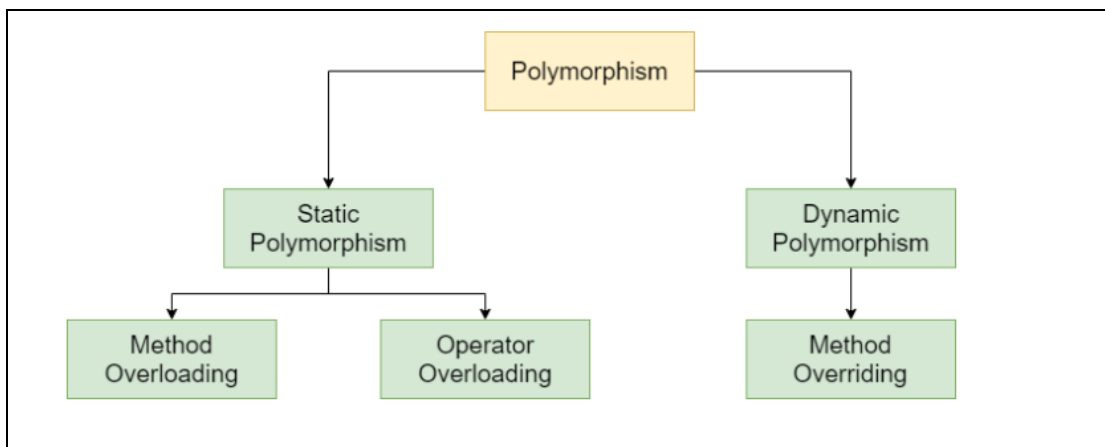 Polymorphism
Static
Polymorphism
Dynamic
Polymorphism
Method
Overloading
Operator
Overloading
Method
Overriding